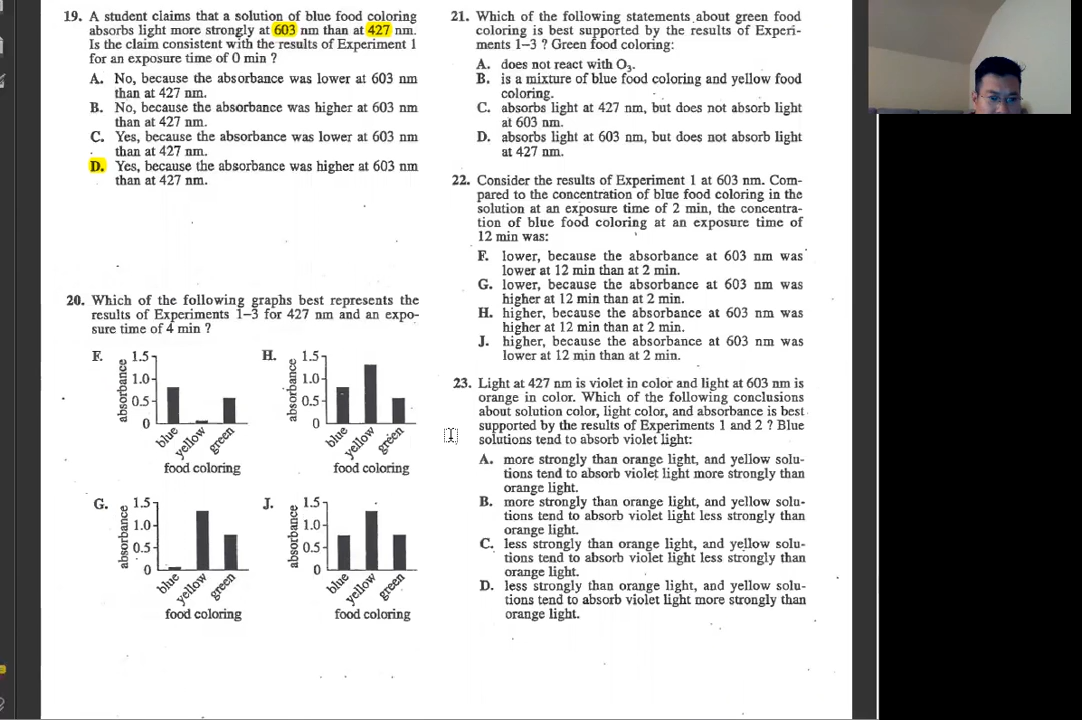 19. A student claims that a solution of blue food coloring
absorbs light more strongly at 603 nm than at 427 nm.
Is the claim consistent with the results of Experiment 1
for an exposure time of 0 min ?
A. No, because the absorbance was lower at 603 nm
than at 427 nm.
B. No, because the absorbance was higher at 603 nm
than at 427 nm.
C. Yes, because the absorbance was lower at 603 nm
than at 427 nm.
D. Yes, because the absorbance was higher at 603 nm
than at 427 nm.
20. Which of the following graphs best represents the
results of Experiments 1–3 for 427 nm and an expo-
sure time of 4 min ?
F.
absorbance
1.5
1.0
0.5
0
blue
yellow
green
food coloring
H.
absorbance
1.5
1.0
0.5
0
blue
yellow
green
food coloring
G.
absorbance
1.5
1.0
0.5
0
blue
yellow
green
food coloring
J.
absorbance
1.5
1.0
0.5
0
blue
yellow
green
food coloring
21. Which of the following statements about green food
coloring is best supported by the results of Experi-
ments 1–3 ? Green food coloring:
A. does not react with O₃.
B. is a mixture of blue food coloring and yellow food
coloring.
C. absorbs light at 427 nm, but does not absorb light
at 603 nm.
D. absorbs light at 603 nm, but does not absorb light
at 427 nm.
22. Consider the results of Experiment 1 at 603 nm. Com-
pared to the concentration of blue food coloring in the
solution at an exposure time of 2 min, the concentra-
tion of blue food coloring at an exposure time of
12 min was:
F. lower, because the absorbance at 603 nm was
lower at 12 min than at 2 min.
G. lower, because the absorbance at 603 nm was
higher at 12 min than at 2 min.
H. higher, because the absorbance at 603 nm was
higher at 12 min than at 2 min.
J. higher, because the absorbance at 603 nm was
lower at 12 min than at 2 min.
23. Light at 427 nm is violet in color and light at 603 nm is
orange in color. Which of the following conclusions
about solution color, light color, and absorbance is best
supported by the results of Experiments 1 and 2 ? Blue
solutions tend to absorb violet light:
A. more strongly than orange light, and yellow solu-
tions tend to absorb violet light more strongly than
orange light.
B. more strongly than orange light, and yellow solu-
tions tend to absorb violet light less strongly than
orange light.
C. less strongly than orange light, and yellow solu-
tions tend to absorb violet light less strongly than
orange light.
D. less strongly than orange light, and yellow solu-
tions tend to absorb violet light more strongly than
orange light.